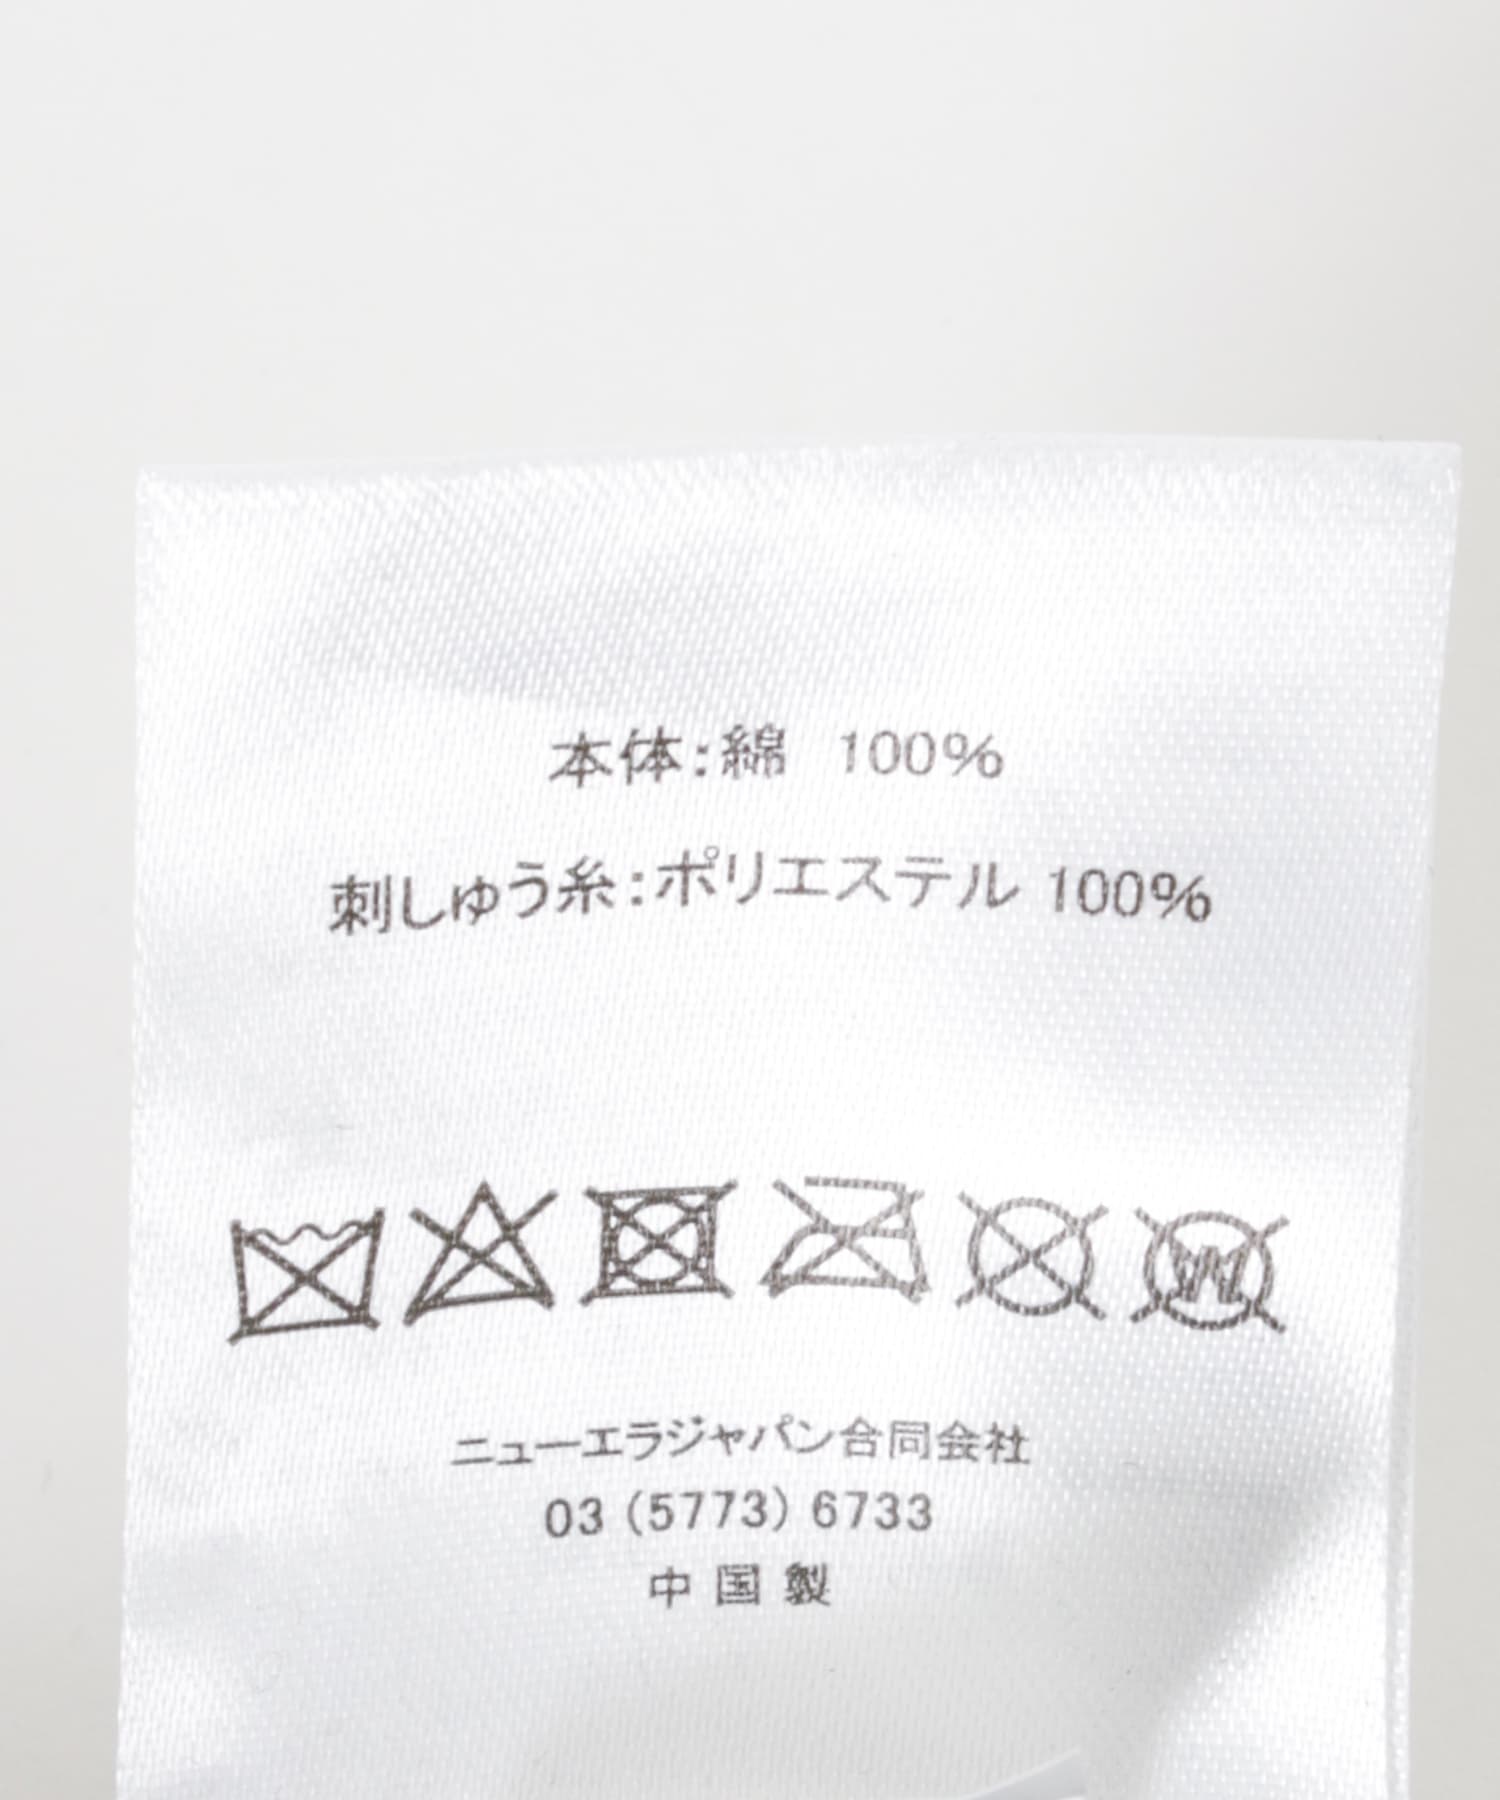 本体:綿 100%
刺しゅう糸:ポリエステル 100%
W
ニューエラジャパン合同会社
03 (5773) 6733
中国製